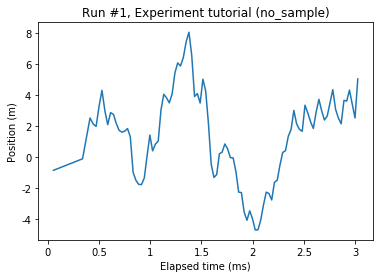 Run #1, Experiment tutorial (no_sample)
8
6
4
2
0
-2
-4
Position (m)
0 0.5 1 1.5 2 2.5 3
Elapsed time (ms)